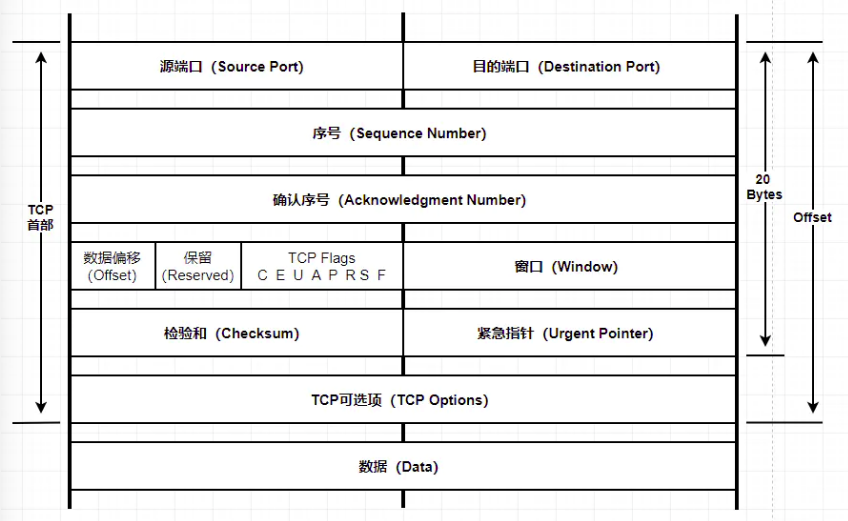 源端口（Source Port）
目的端口（Destination Port）
序号（Sequence Number）
确认序号（Acknowledgment Number）
TCP
首部
20
Bytes
Offset
数据偏移
(Offset)
保留
(Reserved)
TCP Flags
C E U A P R S F
窗口（Window）
检验和（Checksum）
紧急指针（Urgent Pointer）
TCP可选项（TCP Options）
数据（Data）